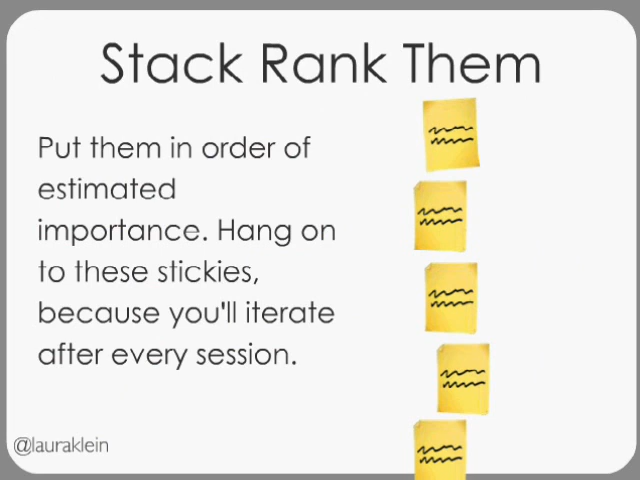 Stack Rank Them
Put them in order of
estimated
importance. Hang on
to these stickies,
because you'll iterate
after every session.
@lauraklein